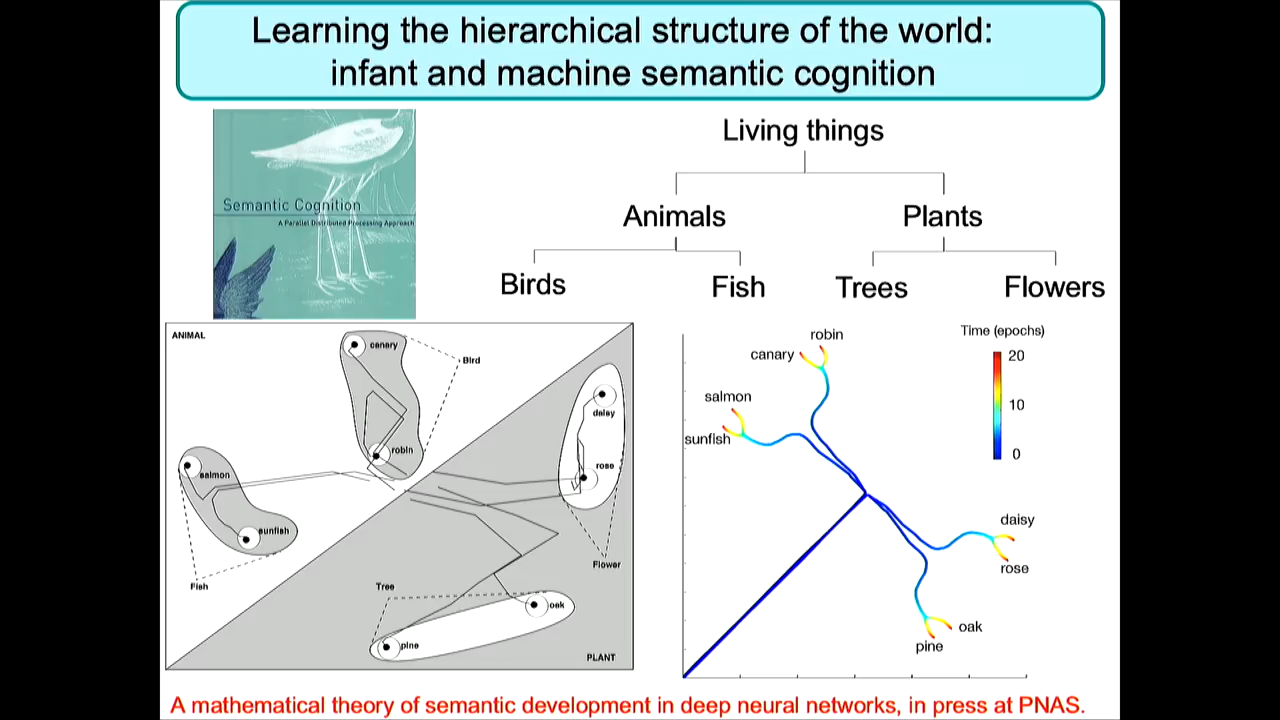 Learning the hierarchical structure of the world:
infant and machine semantic cognition
Semantic Cognition
A Parallel Distributed Processing Approach
Living things
Animals
Plants
Birds
Fish
Trees
Flowers
ANIMAL
canary
Bird
daisy
robin
rose
salmon
sunfish
Fish
Flower
Tree
oak
pine
PLANT
Time (epochs)
20
10
0
robin
canary
salmon
sunfish
daisy
rose
oak
pine
A mathematical theory of semantic development in deep neural networks, in press at PNAS.